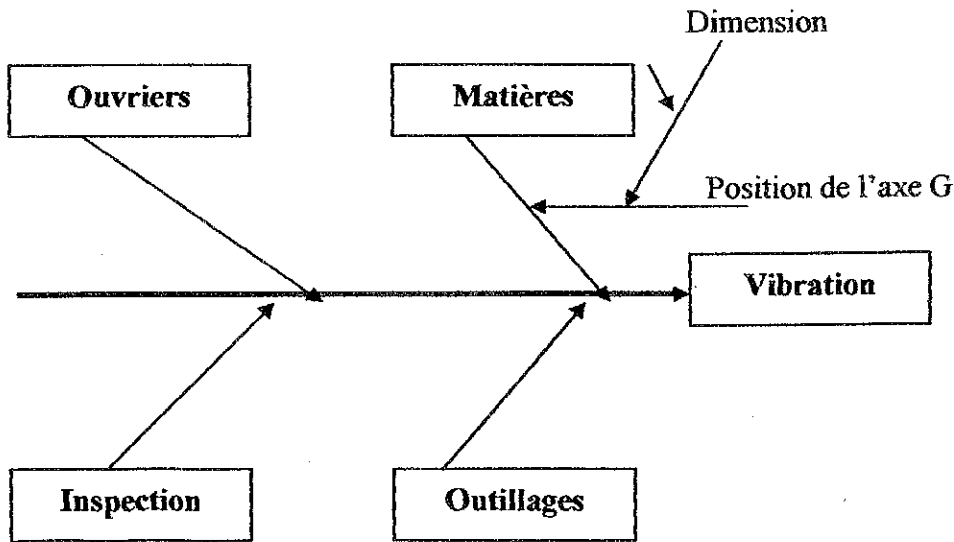 Dimension
Ouvriers
Matières
Position de l'axe G
Vibration
Inspection
Outillages